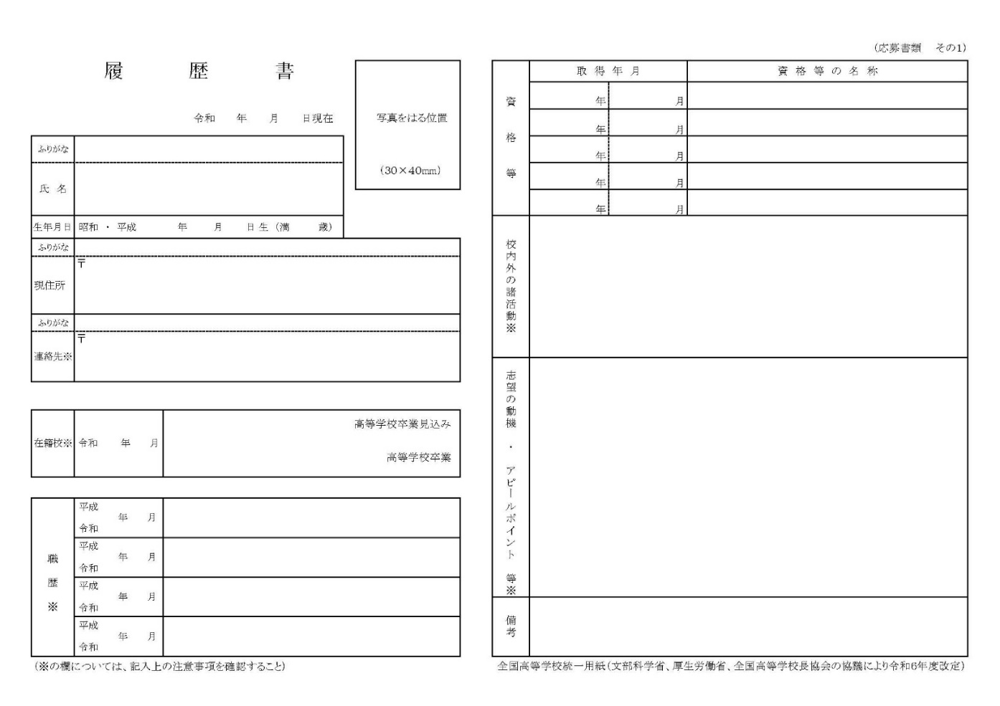 履歴書
令和　年　月　日現在
写真をはる位置
(30×40mm)
ふりがな
氏 名
生年月日 昭和 ・ 平成　年　月　日 生 (満　歳)
ふりがな
現住所 〒
ふりがな
連絡先※ 〒
在籍校※ 令和　年　月
高等学校卒業見込み
高等学校卒業
職歴※
平成
年　月
令和
平成
年　月
令和
平成
年　月
令和
平成
年　月
令和
(※の欄については、記入上の注意事項を確認すること)
(応募書類　その1)
資格等
取得年月 資格等の名称
年　月
年　月
年　月
年　月
年　月
校内外の諸活動※
志望の動機・アピールポイント等※
備考
全国高等学校統一用紙(文部科学省、厚生労働省、全国高等学校長協会の協議により令和6年度改定)